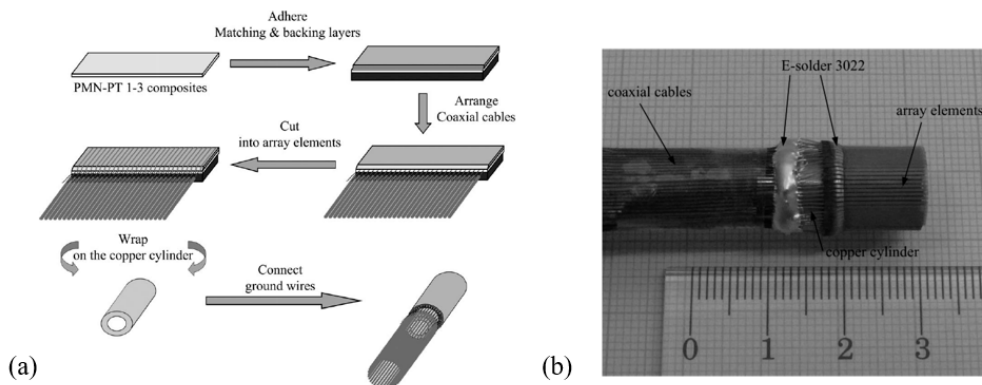 Adhere
Matching & backing layers
PMN-PT 1-3 composites
Arrange
Coaxial cables
Cut
into array elements
Wrap
on the copper cylinder
Connect
ground wires
(a)
E-solder 3022
coaxial cables
array elements
copper cylinder
0 1 2 3
(b)